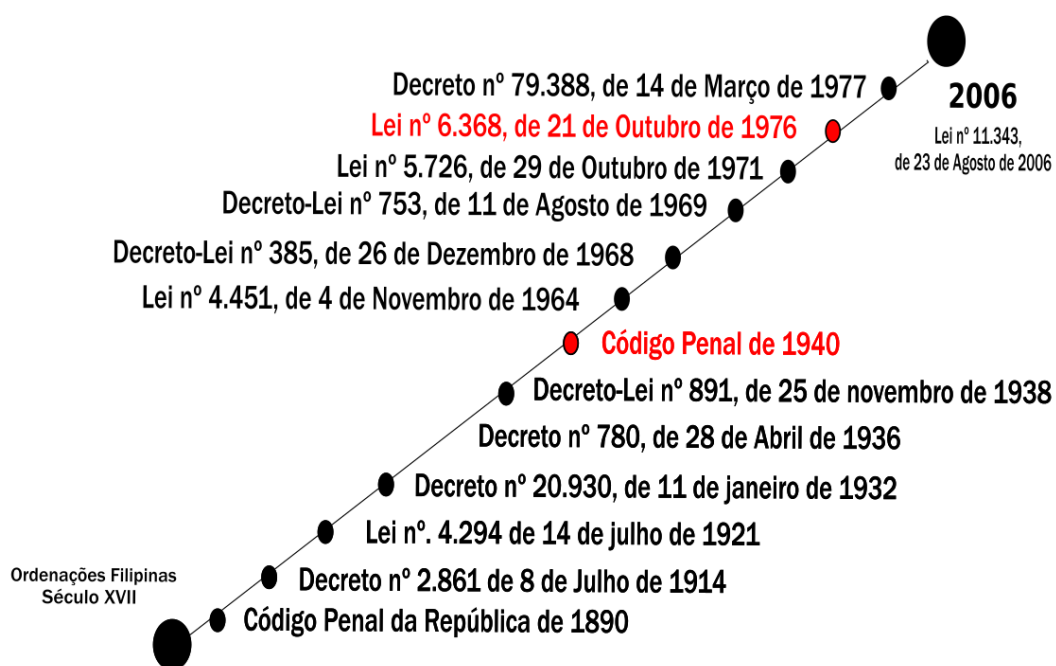 Decreto nº 79.388, de 14 de Março de 1977
2006
Lei nº 6.368, de 21 de Outubro de 1976
Lei nº 11.343,
de 23 de Agosto de 2006
Lei nº 5.726, de 29 de Outubro de 1971
Decreto-Lei nº 753, de 11 de Agosto de 1969
Decreto-Lei nº 385, de 26 de Dezembro de 1968
Lei nº 4.451, de 4 de Novembro de 1964
Código Penal de 1940
Decreto-Lei nº 891, de 25 de novembro de 1938
Decreto nº 780, de 28 de Abril de 1936
Decreto nº 20.930, de 11 de janeiro de 1932
Lei nº. 4.294 de 14 de julho de 1921
Ordenações Filipinas
Século XVII
Decreto nº 2.861 de 8 de Julho de 1914
Código Penal da República de 1890